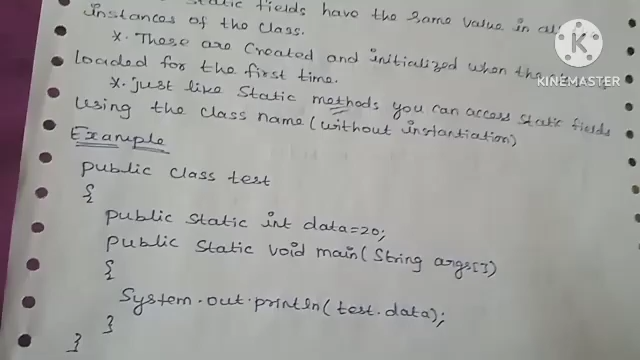 static fields have the same value in all
instances of the class.
*. These are Created and initialized when the
loaded for the first time.
*. just like static methods you can access static fields
using the class name (without instantiation)
Example
public class test
{
public static int data=20;
public static void main(String args[])
{
System.out.println(test.data);
}
}
K
KINEMASTER